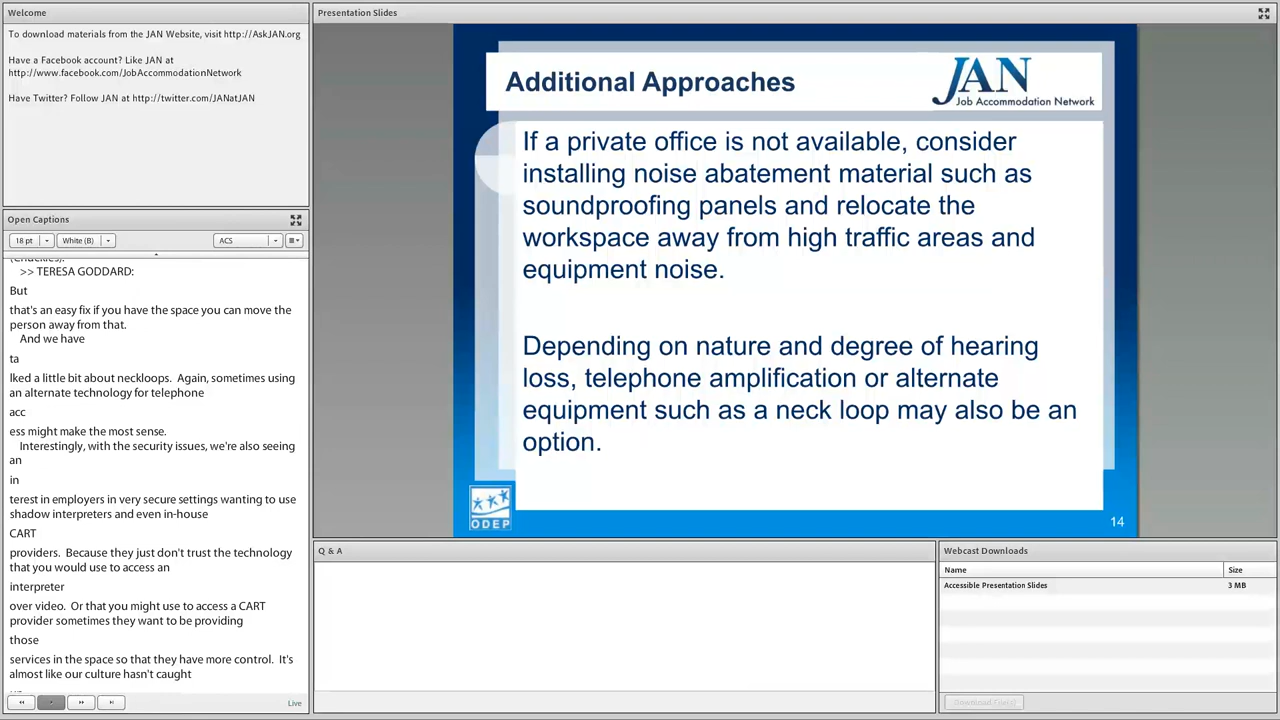 Welcome
To download materials from the JAN Website, visit http://AskJAN.org
Have a Facebook account? Like JAN at
http://www.facebook.com/JobAccommodationNetwork
Have Twitter? Follow JAN at http://twitter.com/JANatJAN
Open Captions
18 pt
White (B)
ACS
(Chuckles).
>> TERESA GODDARD:
But
that's an easy fix if you have the space you can move the
person away from that.
And we have
ta
lked a little bit about neckloops. Again, sometimes using
an alternate technology for telephone
acc
ess might make the most sense.
Interestingly, with the security issues, we're also seeing
an
in
terest in employers in very secure settings wanting to use
shadow interpreters and even in-house
CART
providers. Because they just don't trust the technology
that you would use to access an
interpreter
over video. Or that you might use to access a CART
provider sometimes they want to be providing
those
services in the space so that they have more control. It's
almost like our culture hasn't caught
Live
Presentation Slides
Additional Approaches
JAN
Job Accommodation Network
If a private office is not available, consider
installing noise abatement material such as
soundproofing panels and relocate the
workspace away from high traffic areas and
equipment noise.
Depending on nature and degree of hearing
loss, telephone amplification or alternate
equipment such as a neck loop may also be an
option.
ODEP
14
Q & A
Webcast Downloads
Name Size
Accessible Presentation Slides 3 MB
Download File(s)